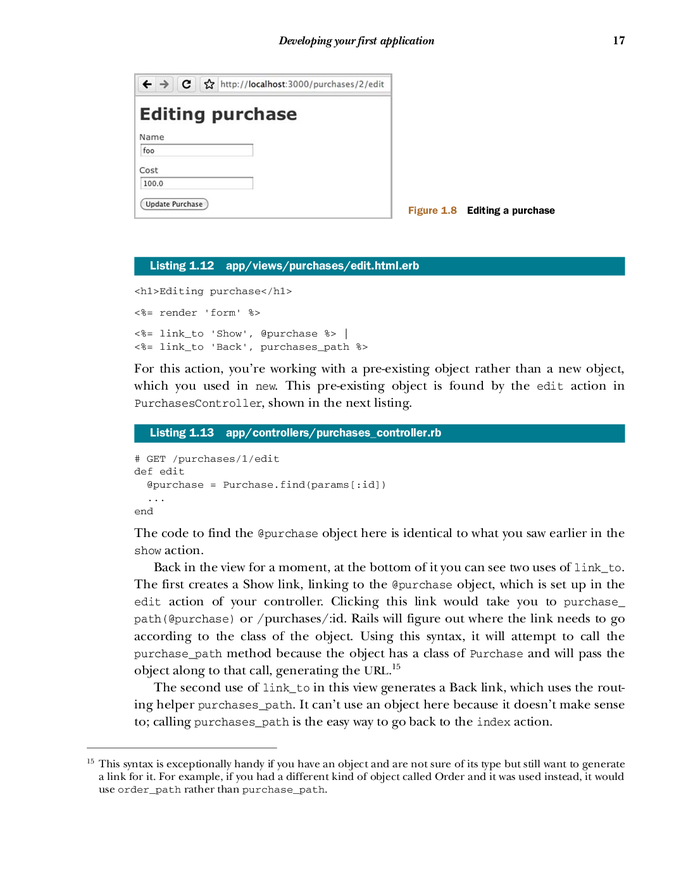 Developing your first application 17
http://localhost:3000/purchases/2/edit
Editing purchase
Name
foo
Cost
100.0
Update Purchase
Figure 1.8 Editing a purchase
Listing 1.12 app/views/purchases/edit.html.erb
<h1>Editing purchase</h1>
<%= render 'form' %>
<%= link_to 'Show', @purchase %> |
<%= link_to 'Back', purchases_path %>
For this action, you're working with a pre-existing object rather than a new object,
which you used in new. This pre-existing object is found by the edit action in
PurchasesController, shown in the next listing.
Listing 1.13 app/controllers/purchases_controller.rb
# GET /purchases/1/edit
def edit
  @purchase = Purchase.find(params[:id])
  ...
end
The code to find the @purchase object here is identical to what you saw earlier in the
show action.
Back in the view for a moment, at the bottom of it you can see two uses of link_to.
The first creates a Show link, linking to the @purchase object, which is set up in the
edit action of your controller. Clicking this link would take you to purchase_
path(@purchase) or /purchases/:id. Rails will figure out where the link needs to go
according to the class of the object. Using this syntax, it will attempt to call the
purchase_path method because the object has a class of Purchase and will pass the
object along to that call, generating the URL.15
The second use of link_to in this view generates a Back link, which uses the rout-
ing helper purchases_path. It can't use an object here because it doesn't make sense
to; calling purchases_path is the easy way to go back to the index action.
15 This syntax is exceptionally handy if you have an object and are not sure of its type but still want to generate
a link for it. For example, if you had a different kind of object called Order and it was used instead, it would
use order_path rather than purchase_path.